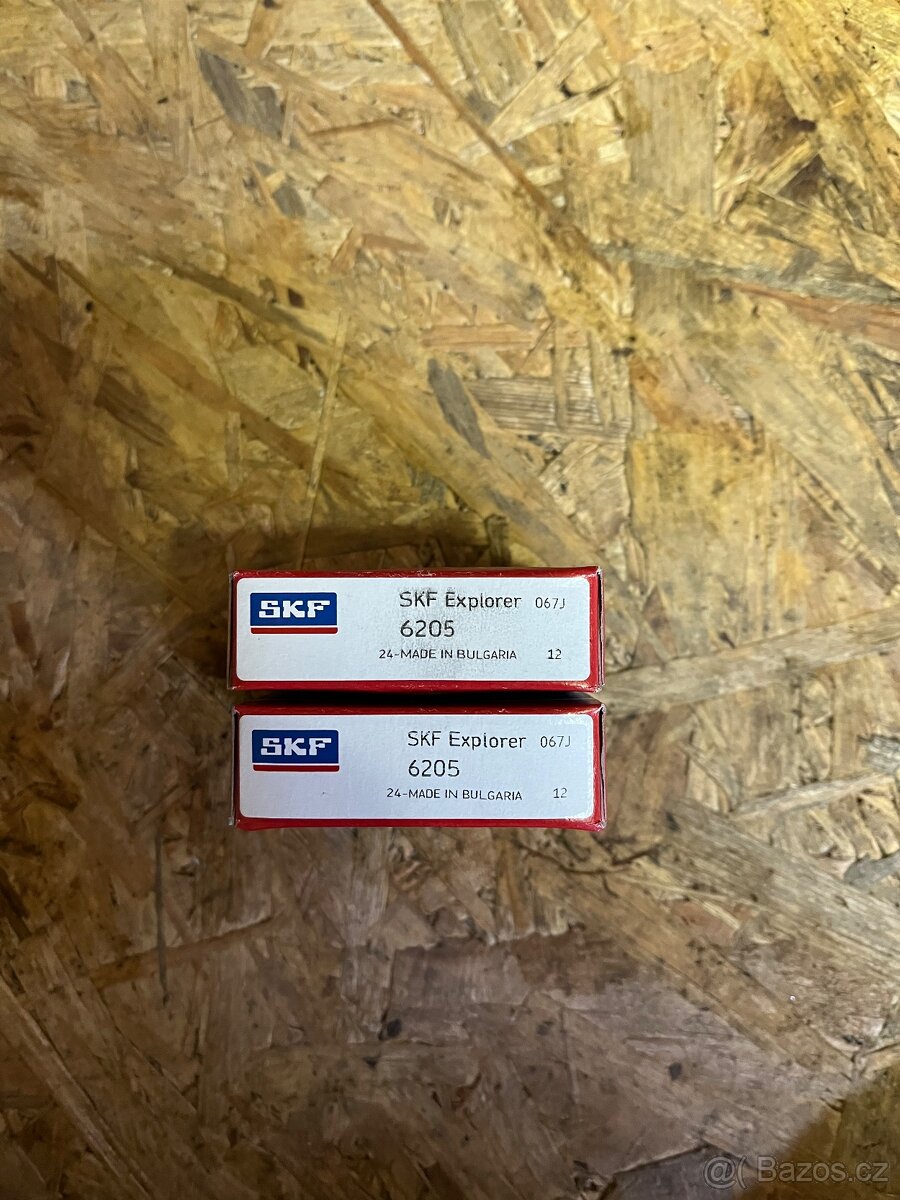 SKF
SKF Explorer 067J
6205
24-MADE IN BULGARIA 12
SKF
SKF Explorer 067J
6205
24-MADE IN BULGARIA 12
@ Bazos.cz